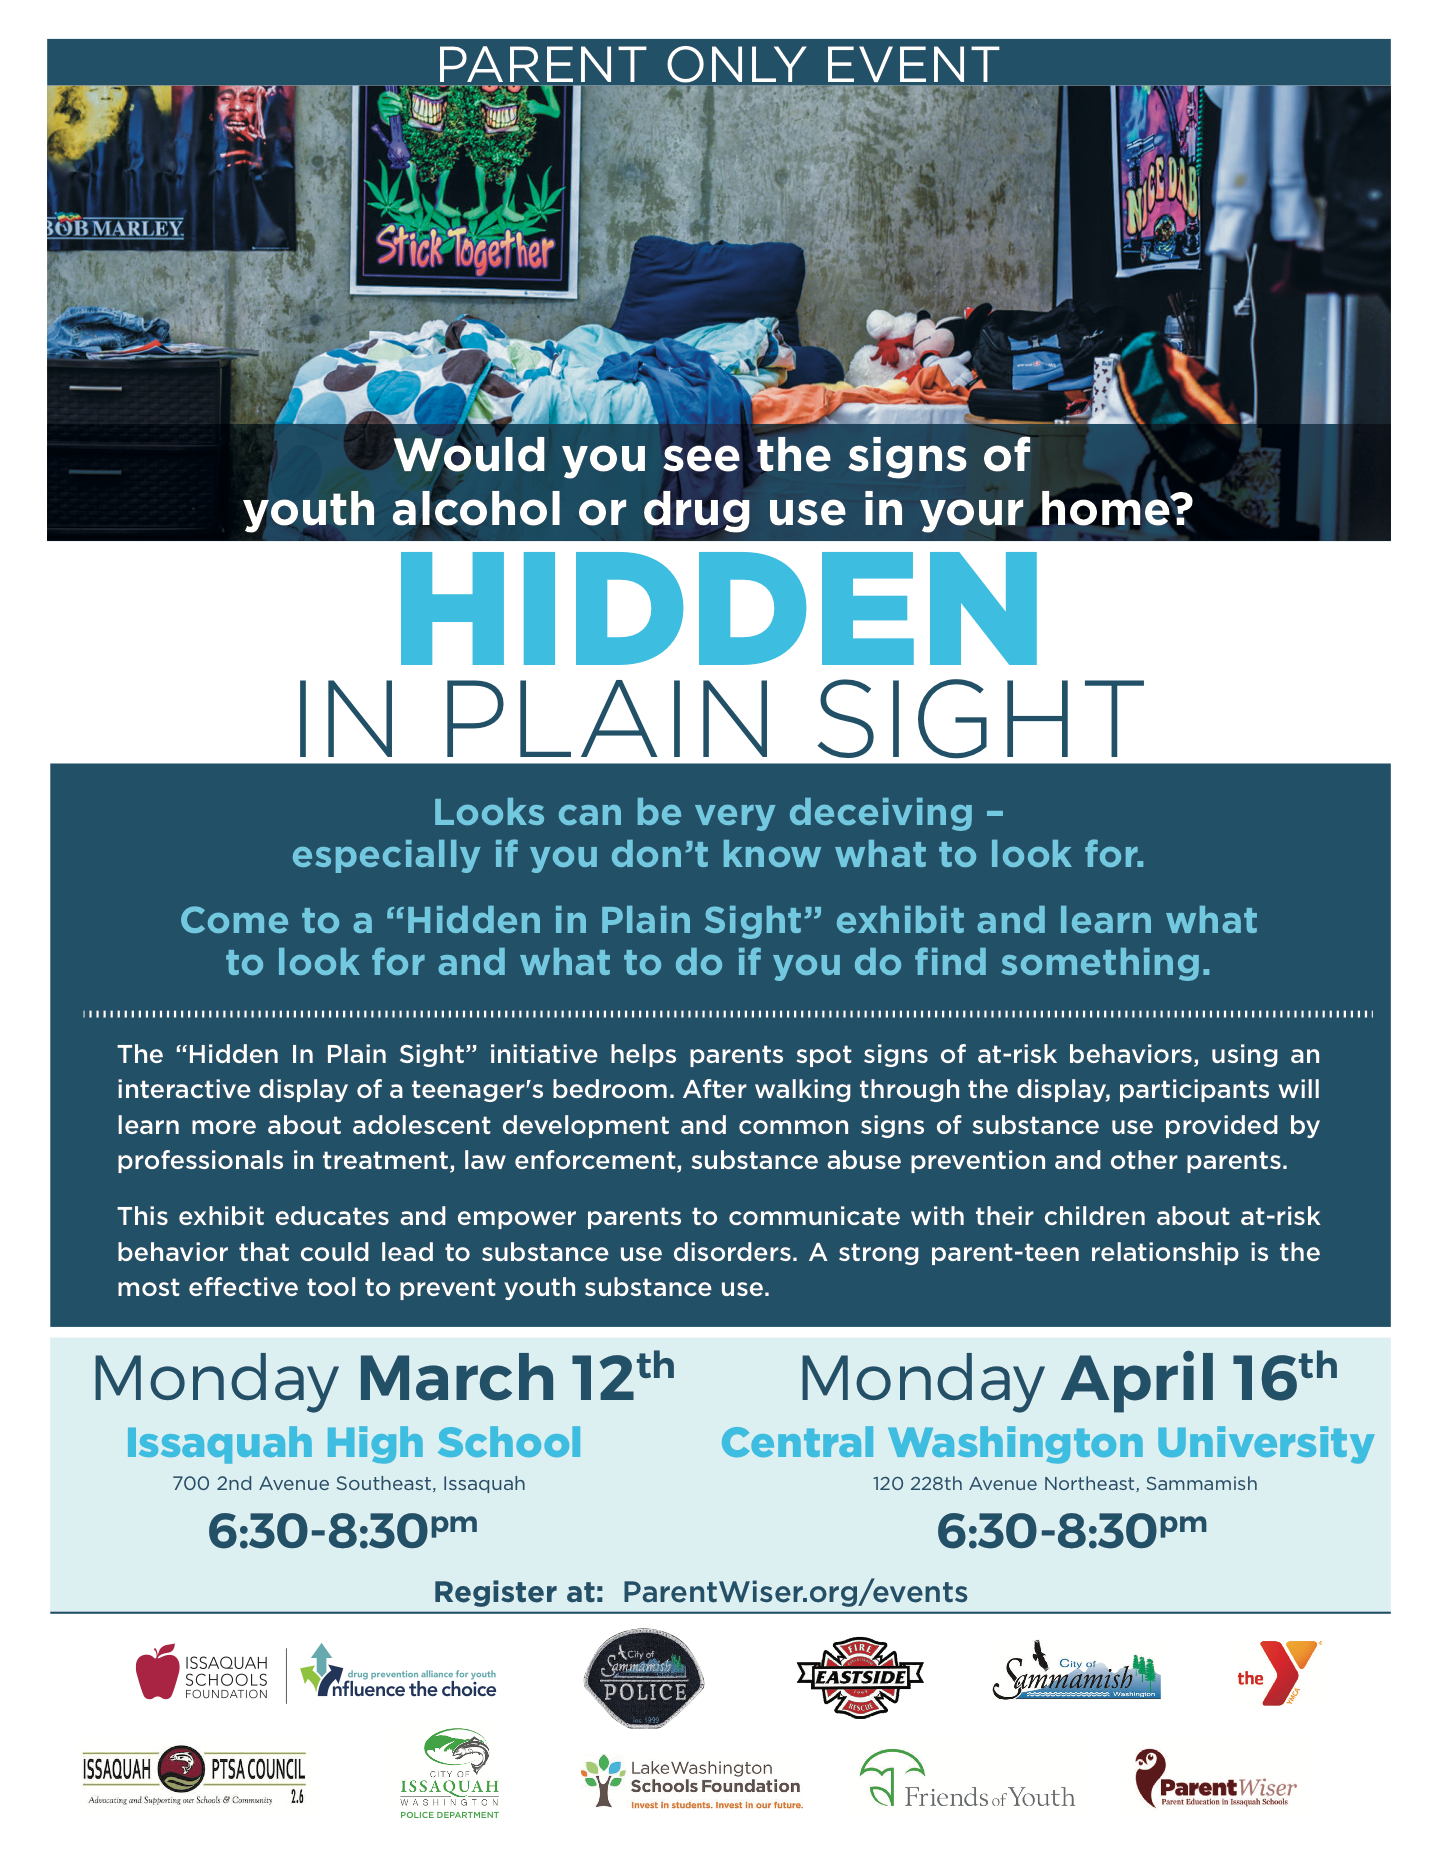 PARENT ONLY EVENT
BOB MARLEY
Stick Together
NICE DAB
Would you see the signs of
youth alcohol or drug use in your home?
HIDDEN
IN PLAIN SIGHT
Looks can be very deceiving –
especially if you don’t know what to look for.
Come to a “Hidden in Plain Sight” exhibit and learn what
to look for and what to do if you do find something.
The “Hidden In Plain Sight” initiative helps parents spot signs of at-risk behaviors, using an
interactive display of a teenager's bedroom. After walking through the display, participants will
learn more about adolescent development and common signs of substance use provided by
professionals in treatment, law enforcement, substance abuse prevention and other parents.
This exhibit educates and empower parents to communicate with their children about at-risk
behavior that could lead to substance use disorders. A strong parent-teen relationship is the
most effective tool to prevent youth substance use.
Monday March 12th
Issaquah High School
700 2nd Avenue Southeast, Issaquah
6:30-8:30pm
Monday April 16th
Central Washington University
120 228th Avenue Northeast, Sammamish
6:30-8:30pm
Register at: ParentWiser.org/events
ISSAQUAH
SCHOOLS
FOUNDATION
drug prevention alliance for youth
nfluence the choice
City of
Sammamish
POLICE
Inc 1999
FIRE
EASTSIDE
RESCUE
City of
Sammamish
Washington
the Y
YMCA
ISSAQUAH PTSA COUNCIL
2.6
Advocating and Supporting our Schools & Community
CITY OF
ISSAQUAH
WASHINGTON
POLICE DEPARTMENT
LakeWashington
Schools Foundation
Invest in students. Invest in our future.
Friends of Youth
ParentWiser
Parent Education in Issaquah Schools